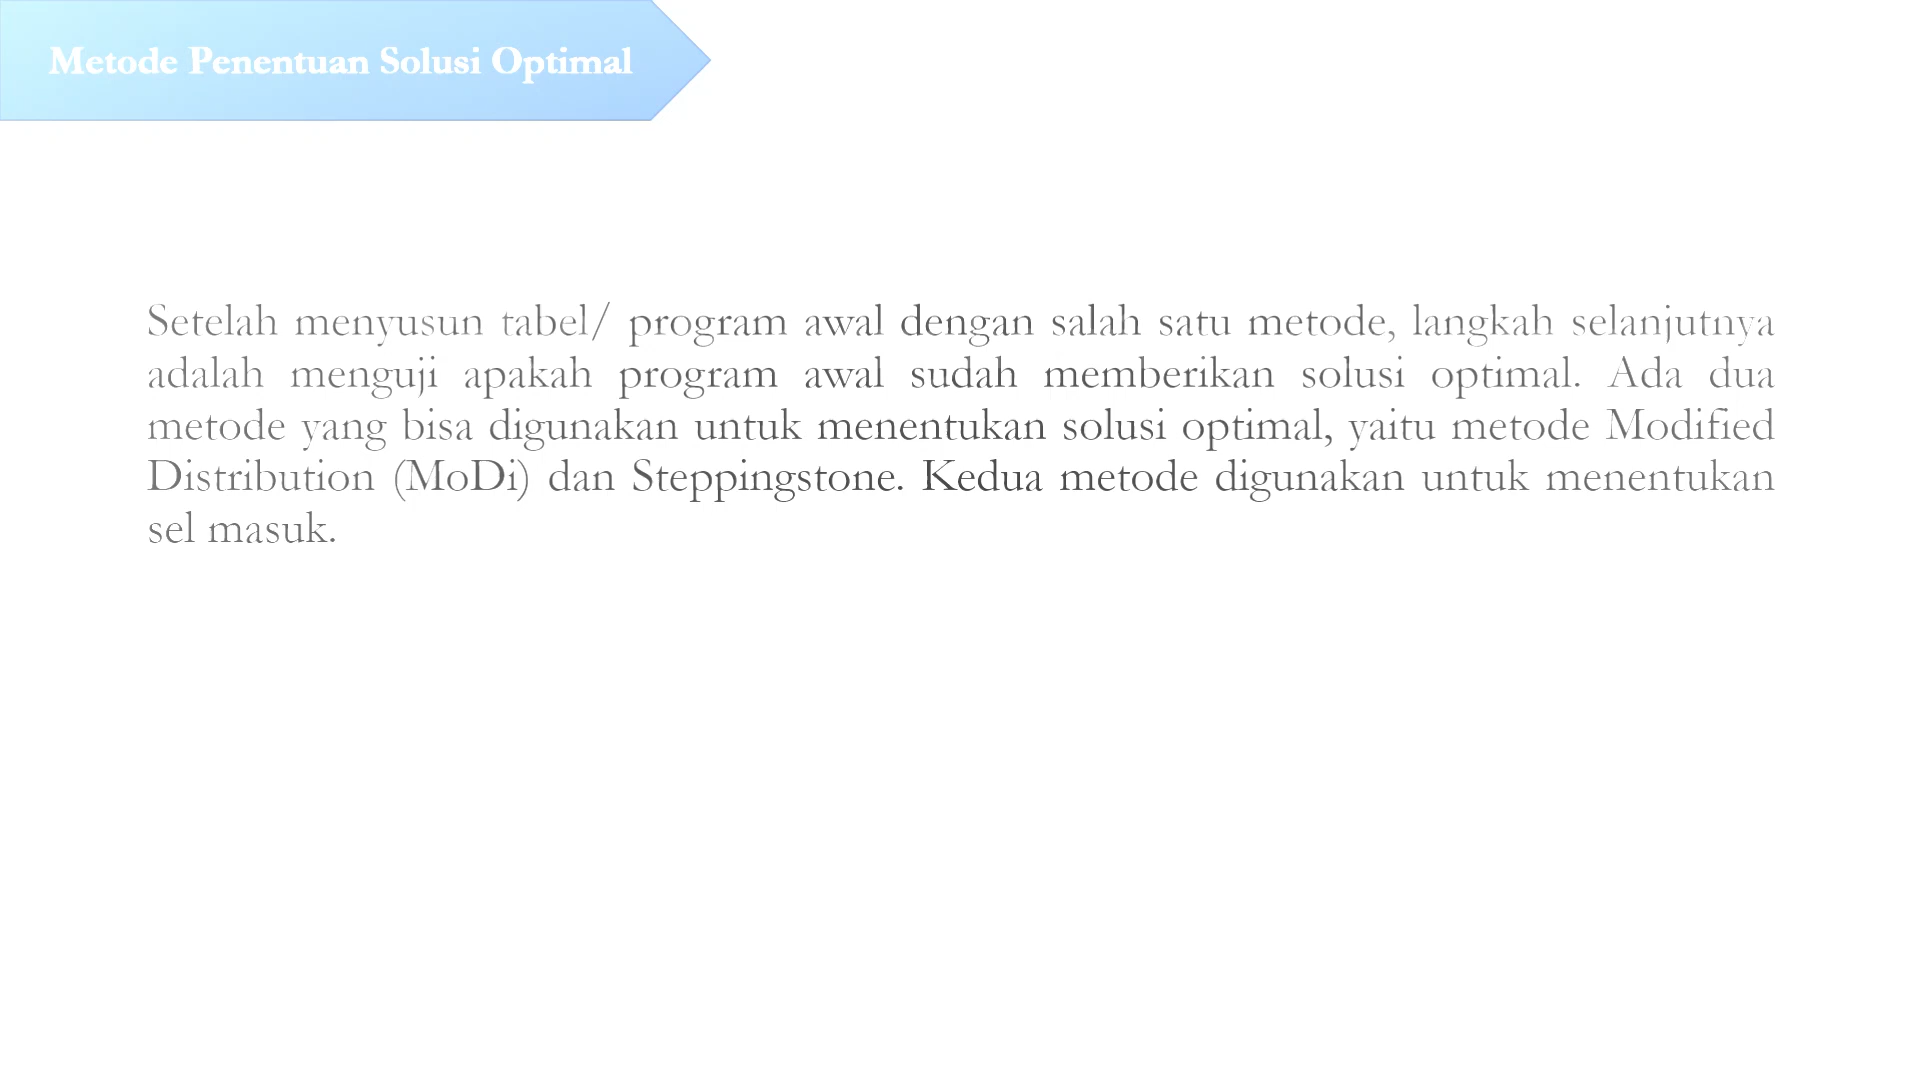 Metode Penentuan Solusi Optimal
Setelah menyusun tabel/ program awal dengan salah satu metode, langkah selanjutnya
adalah menguji apakah program awal sudah memberikan solusi optimal. Ada dua
metode yang bisa digunakan untuk menentukan solusi optimal, yaitu metode Modified
Distribution (MoDi) dan Steppingstone. Kedua metode digunakan untuk menentukan
sel masuk.